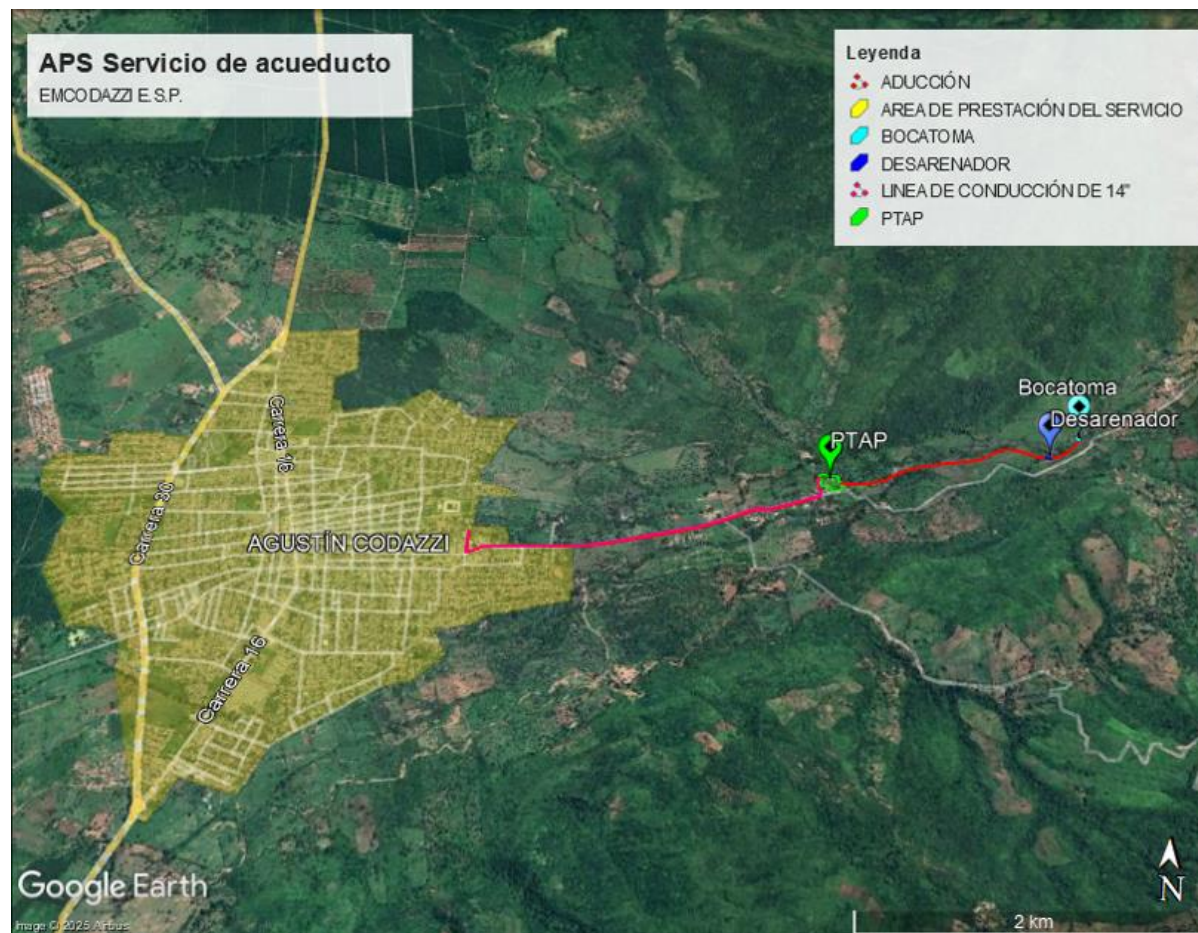 APS Servicio de acueducto
EMCODAZZI E.S.P.
Leyenda
ADUCCIÓN
AREA DE PRESTACIÓN DEL SERVICIO
BOCATOMA
DESARENADOR
LINEA DE CONDUCCIÓN DE 14"
PTAP
Bocatoma
Desarenador
PTAP
Carrera 16
Carrera 30
AGUSTÍN CODAZZI
Carrera 16
Google Earth
Image © 2025 Airbus
N
2 km